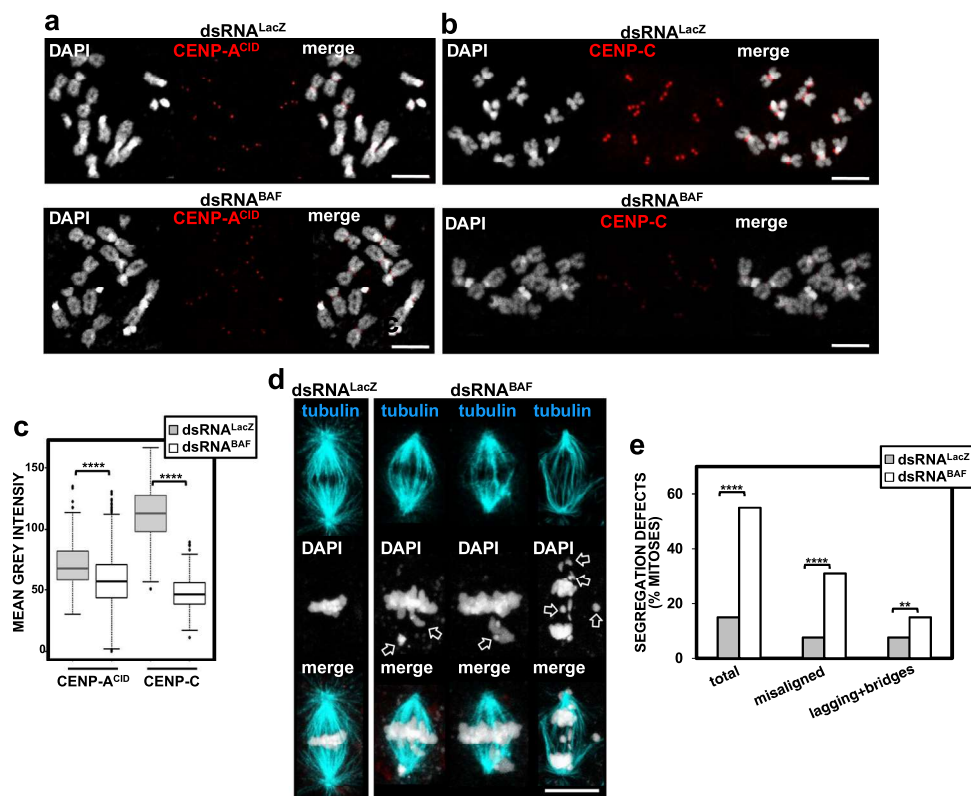 a
dsRNA^LacZ
DAPI CENP-A^CID merge
dsRNA^BAF
DAPI CENP-A^CID merge
b
dsRNA^LacZ
DAPI CENP-C merge
dsRNA^BAF
DAPI CENP-C merge
c
dsRNA^LacZ
dsRNA^BAF
MEAN GREY INTENSIY
150
100
50
0
****
****
CENP-A^CID CENP-C
d
dsRNA^LacZ dsRNA^BAF
tubulin tubulin tubulin tubulin
DAPI DAPI DAPI DAPI
merge merge merge merge
e
dsRNA^LacZ
dsRNA^BAF
SEGREGATION DEFECTS
(% MITOSES)
60
40
20
0
****
****
**
total
misaligned
lagging+bridges